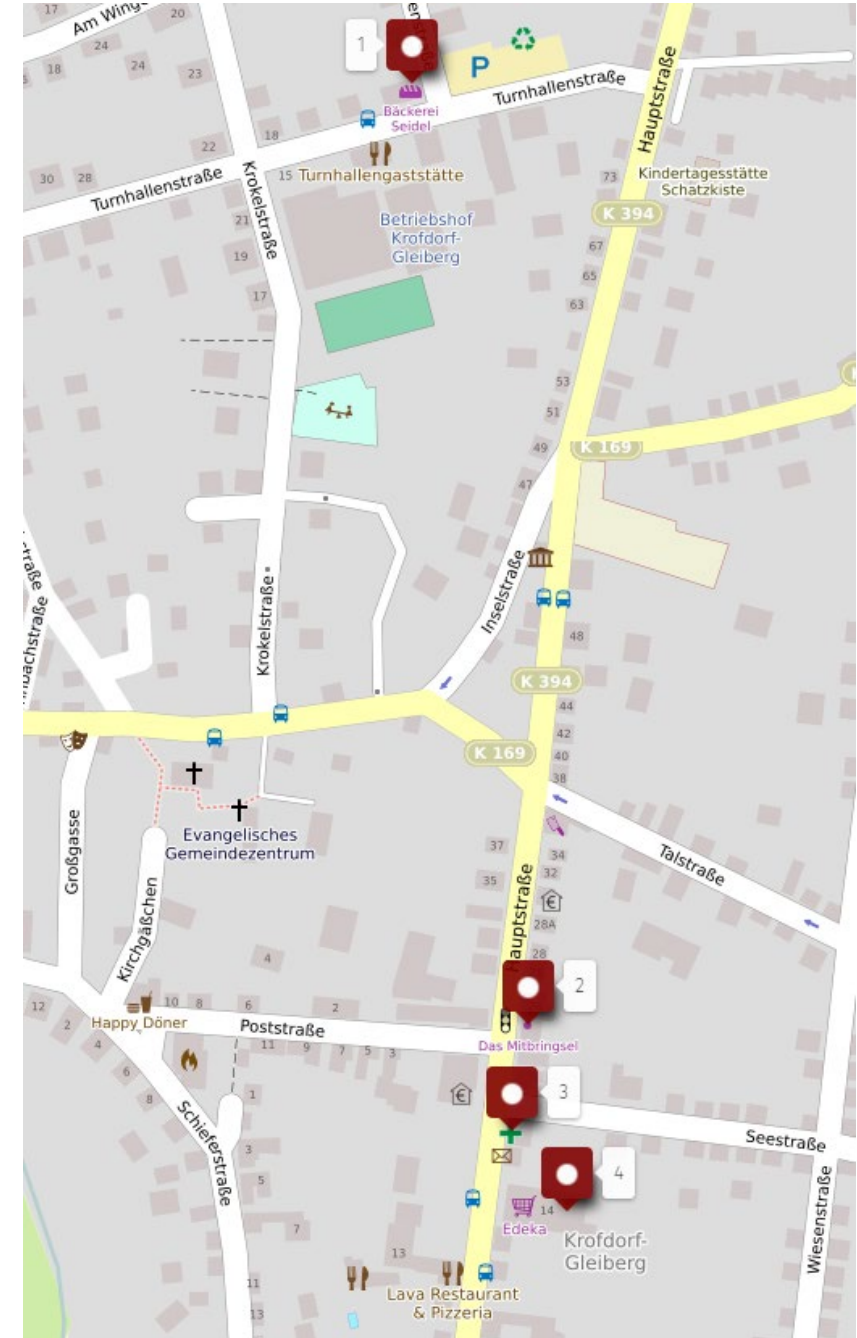 17
Am Wing
20
24
18
24
23
1
P
Turnhallenstraße
Hauptstraße
Bäckerei
Seidel
18
22
Turnhallengaststätte
15
30
28
Turnhallenstraße
Krokelstraße
73
Kindertagesstätte
Schatzkiste
K 394
21
Betriebshof
Krofdorf-
Gleiberg
19
67
65
17
63
53
51
49
K 169
47
Inselstraße
Krokelstraße
48
K 394
44
42
K 169
40
38
Evangelisches
Gemeindezentrum
Großgasse
Kirchgäßchen
37
34
32
35
Talstraße
Hauptstraße
28A
28
4
2
12
10
8
6
2
Happy Döner
Poststraße
Das Mitbringsel
2
4
11
9
7
5
3
6
8
1
3
Schieferstraße
Seestraße
3
5
4
14
Edeka
7
Krofdorf-
Gleiberg
Wiesenstraße
13
11
Lava Restaurant
& Pizzeria
13